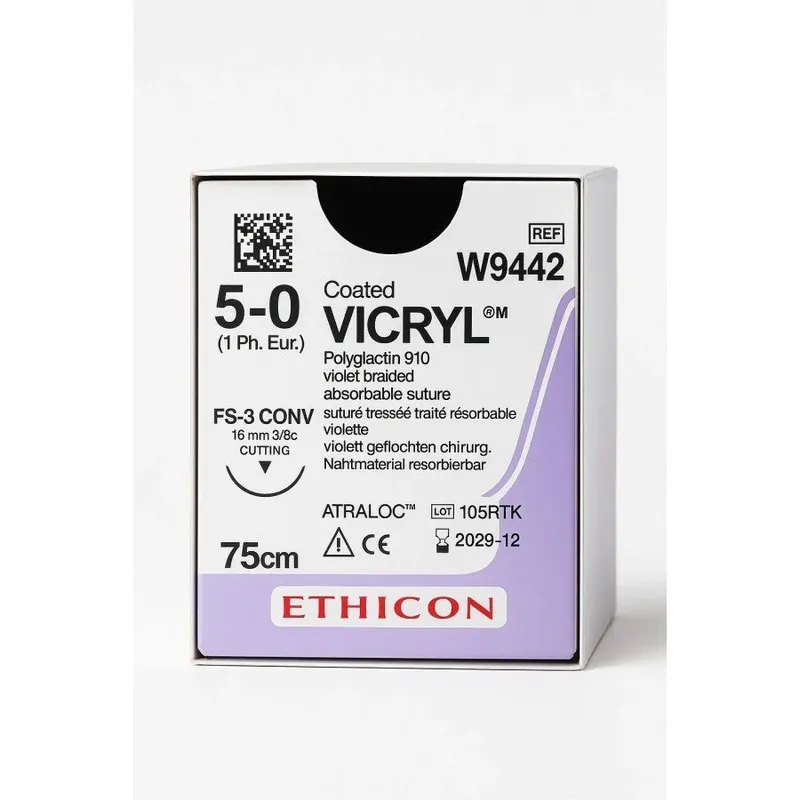 REF
W9442
5-0
(1 Ph. Eur.)
Coated
VICRYL®M
Polyglactin 910
violet braided
absorbable suture
suturé tresséé traité résorbable
violette
violett geflochten chirurg.
Nahtmaterial resorbierbar
FS-3 CONV
16 mm 3/8c
CUTTING
ATRALOC™
LOT 105RTK
CE
2029-12
75cm
ETHICON